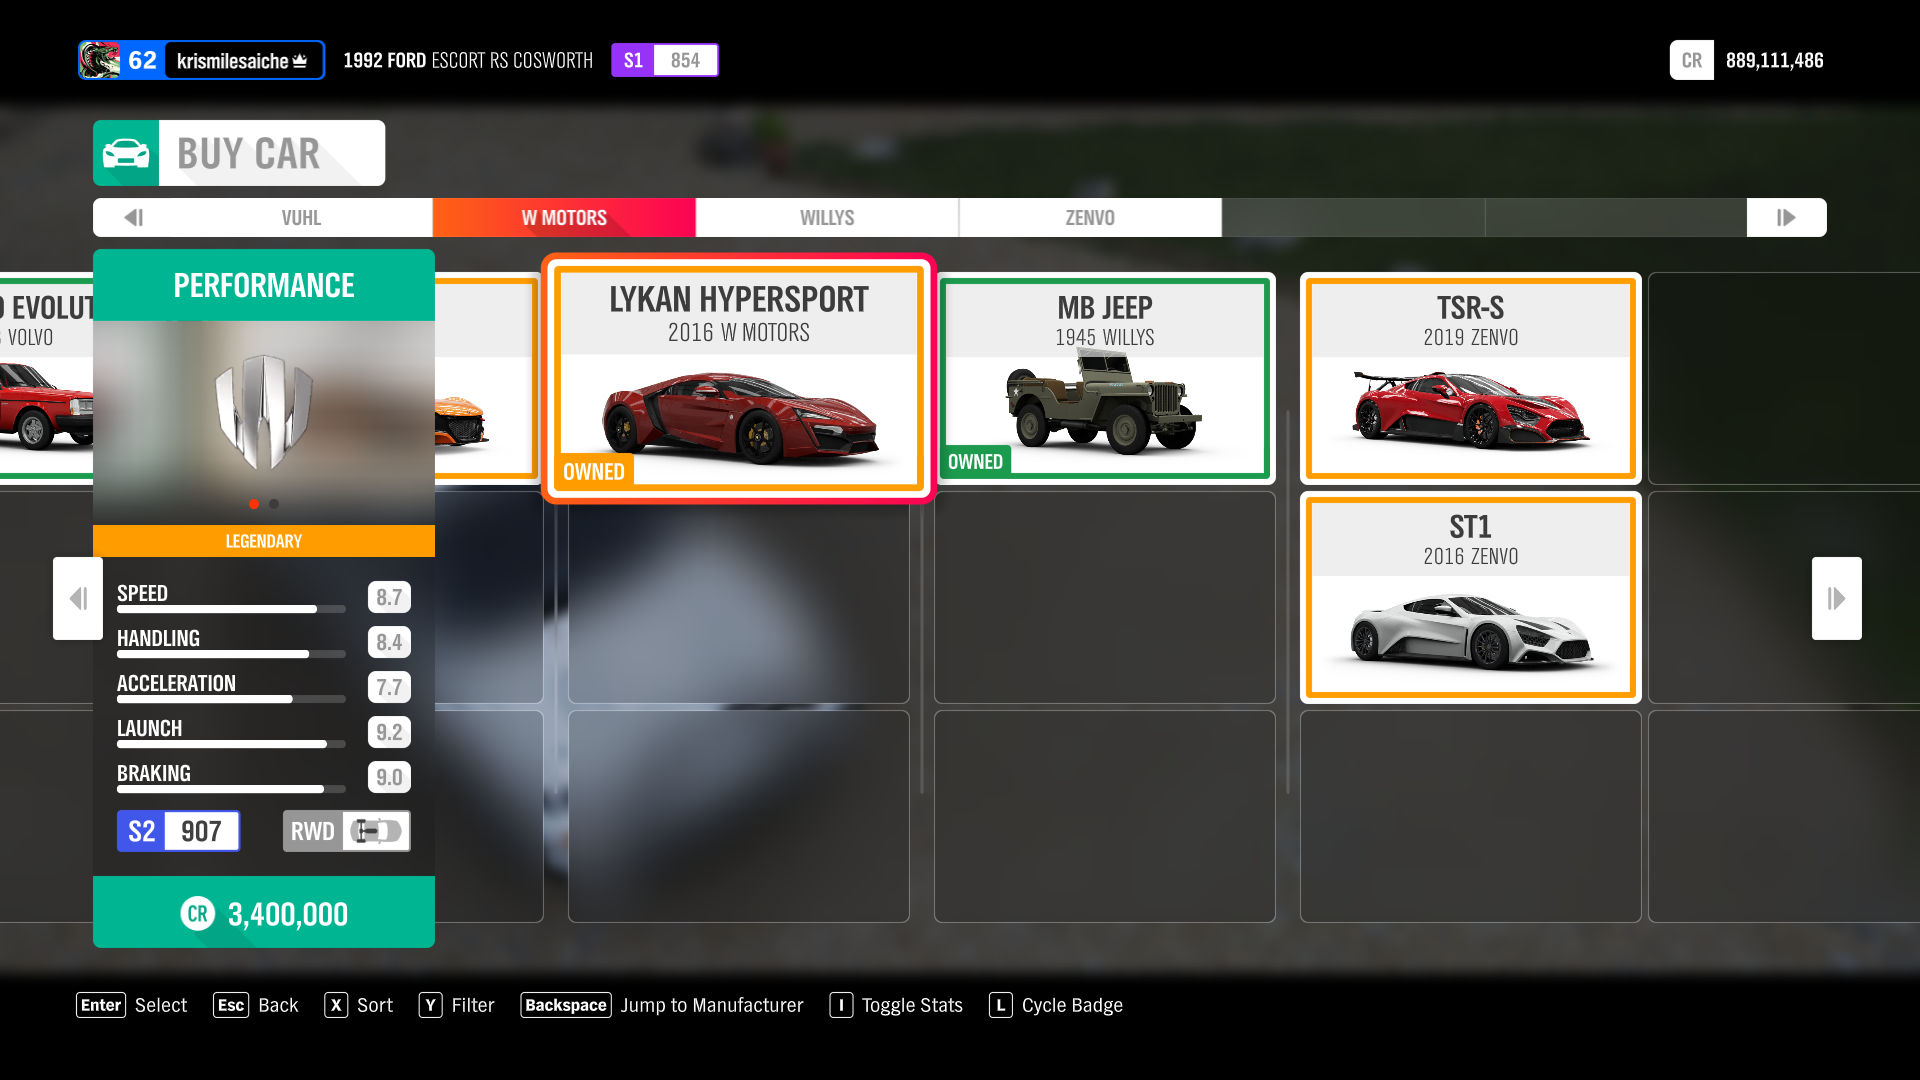 62 krismilesaiche 1992 FORD ESCORT RS COSWORTH S1 854 CR 889,111,486
BUY CAR
VUHL W MOTORS WILLYS ZENVO
PERFORMANCE
VOLVO
LYKAN HYPERSPORT
2016 W MOTORS
OWNED
MB JEEP
1945 WILLYS
OWNED
TSR-S
2019 ZENVO
ST1
2016 ZENVO
LEGENDARY
SPEED 8.7
HANDLING 8.4
ACCELERATION 7.7
LAUNCH 9.2
BRAKING 9.0
S2 907 RWD
CR 3,400,000
Enter Select Esc Back X Sort Y Filter Backspace Jump to Manufacturer I Toggle Stats L Cycle Badge